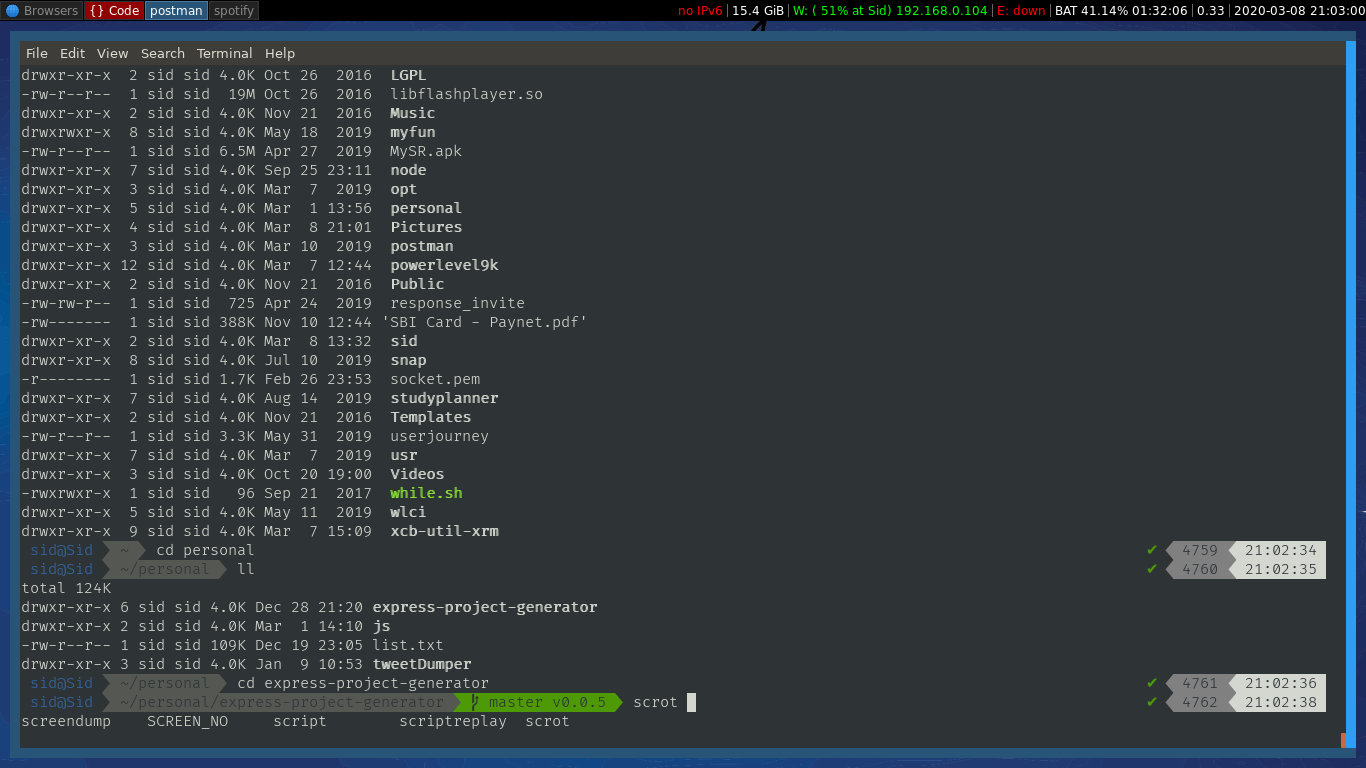 Browsers {} Code postman spotify no IPv6 15.4 GiB W: ( 51% at Sid) 192.168.0.104 E: down BAT 41.14% 01:32:06 0.33 2020-03-08 21:03:00
File Edit View Search Terminal Help
drwxr-xr-x  2 sid sid 4.0K Oct 26  2016  LGPL
-rw-r--r--  1 sid sid  19M Oct 26  2016  libflashplayer.so
drwxr-xr-x  2 sid sid 4.0K Nov 21  2016  Music
drwxrwxr-x  8 sid sid 4.0K May 18  2019  myfun
-rw-r--r--  1 sid sid 6.5M Apr 27  2019  MySR.apk
drwxr-xr-x  7 sid sid 4.0K Sep 25 23:11  node
drwxr-xr-x  3 sid sid 4.0K Mar  7  2019  opt
drwxr-xr-x  5 sid sid 4.0K Mar  1 13:56  personal
drwxr-xr-x  4 sid sid 4.0K Mar  8 21:01  Pictures
drwxr-xr-x  3 sid sid 4.0K Mar 10  2019  postman
drwxr-xr-x 12 sid sid 4.0K Mar  7 12:44  powerlevel9k
drwxr-xr-x  2 sid sid 4.0K Nov 21  2016  Public
-rw-rw-r--  1 sid sid  725 Apr 24  2019  response_invite
-rw-------  1 sid sid 388K Nov 10 12:44 'SBI Card - Paynet.pdf'
drwxr-xr-x  2 sid sid 4.0K Mar  8 13:32  sid
drwxr-xr-x  8 sid sid 4.0K Jul 10  2019  snap
-r--------  1 sid sid 1.7K Feb 26 23:53  socket.pem
drwxr-xr-x  7 sid sid 4.0K Aug 14  2019  studyplanner
drwxr-xr-x  2 sid sid 4.0K Nov 21  2016  Templates
-rw-r--r--  1 sid sid 3.3K May 31  2019  userjourney
drwxr-xr-x  7 sid sid 4.0K Mar  7  2019  usr
drwxr-xr-x  3 sid sid 4.0K Oct 20 19:00  Videos
-rwxrwxr-x  1 sid sid   96 Sep 21  2017  while.sh
drwxr-xr-x  5 sid sid 4.0K May 11  2019  wlci
drwxr-xr-x  9 sid sid 4.0K Mar  7 15:09  xcb-util-xrm
sid@Sid ~ cd personal ✔ 4759 21:02:34
sid@Sid ~/personal ll ✔ 4760 21:02:35
total 124K
drwxr-xr-x 6 sid sid 4.0K Dec 28 21:20 express-project-generator
drwxr-xr-x 2 sid sid 4.0K Mar  1 14:10 js
-rw-r--r-- 1 sid sid 109K Dec 19 23:05 list.txt
drwxr-xr-x 3 sid sid 4.0K Jan  9 10:53 tweetDumper
sid@Sid ~/personal cd express-project-generator ✔ 4761 21:02:36
sid@Sid ~/personal/express-project-generator master v0.0.5 scrot ✔ 4762 21:02:38
screendump SCREEN_NO script scriptreplay scrot